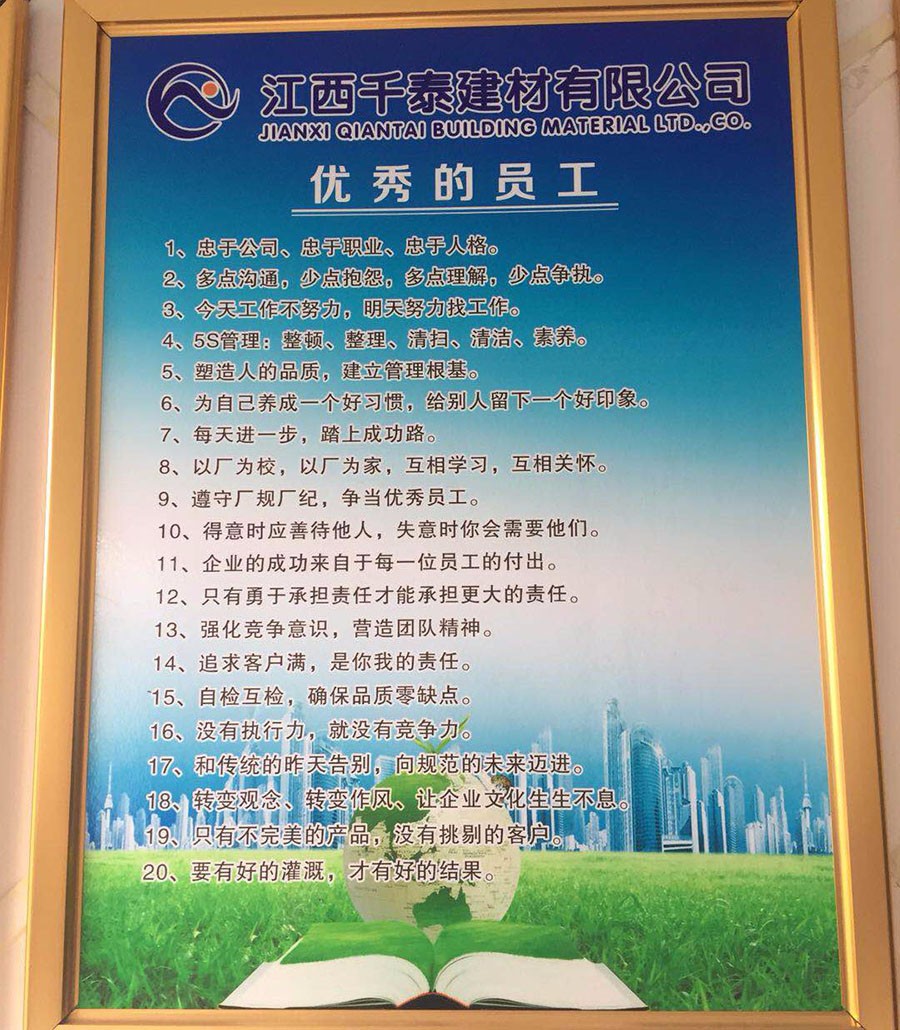 江西千泰建材有限公司
JIANXI QIANTAI BUILDING MATERIAL LTD.,CO.
优秀的员工
1、忠于公司、忠于职业、忠于人格。
2、多点沟通，少点抱怨，多点理解，少点争执。
3、今天工作不努力，明天努力找工作。
4、5S管理：整顿、整理、清扫、清洁、素养。
5、塑造人的品质，建立管理根基。
6、为自己养成一个好习惯，给别人留下一个好印象。
7、每天进一步，踏上成功路。
8、以厂为校，以厂为家，互相学习，互相关怀。
9、遵守厂规厂纪，争当优秀员工。
10、得意时应善待他人，失意时你会需要他们。
11、企业的成功来自于每一位员工的付出。
12、只有勇于承担责任才能承担更大的责任。
13、强化竞争意识，营造团队精神。
14、追求客户满，是你我的责任。
15、自检互检，确保品质零缺点。
16、没有执行力，就没有竞争力。
17、和传统的昨天告别，向规范的未来迈进。
18、转变观念、转变作风、让企业文化生生不息。
19、只有不完美的产品，没有挑剔的客户。
20、要有好的灌溉，才有好的结果。